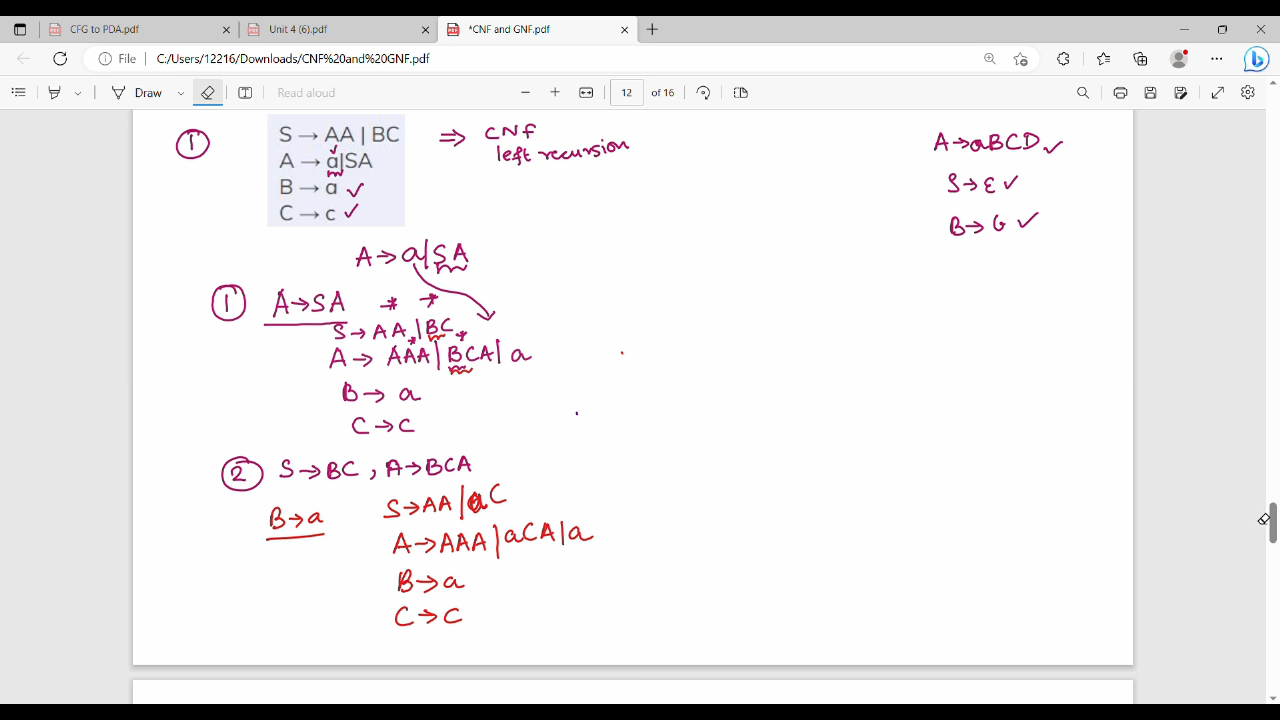 CFG to PDA.pdf
Unit 4 (6).pdf
*CNF and GNF.pdf
File C:/Users/12216/Downloads/CNF%20and%20GNF.pdf
Draw
Read aloud
12 of 16
① S → AA | BC ⇒ CNF
left recursion
A → a|SA
B → a ✓
C → c ✓
A → aBCD ✓
S → ε ✓
B → b ✓
A → a|SA
① A → SA * *
S → AA | BC
A → AAA | BCA | a
B → a
C → c
② S → BC , A → BCA
B → a
S → AA | aC
A → AAA | aCA | a
B → a
C → c